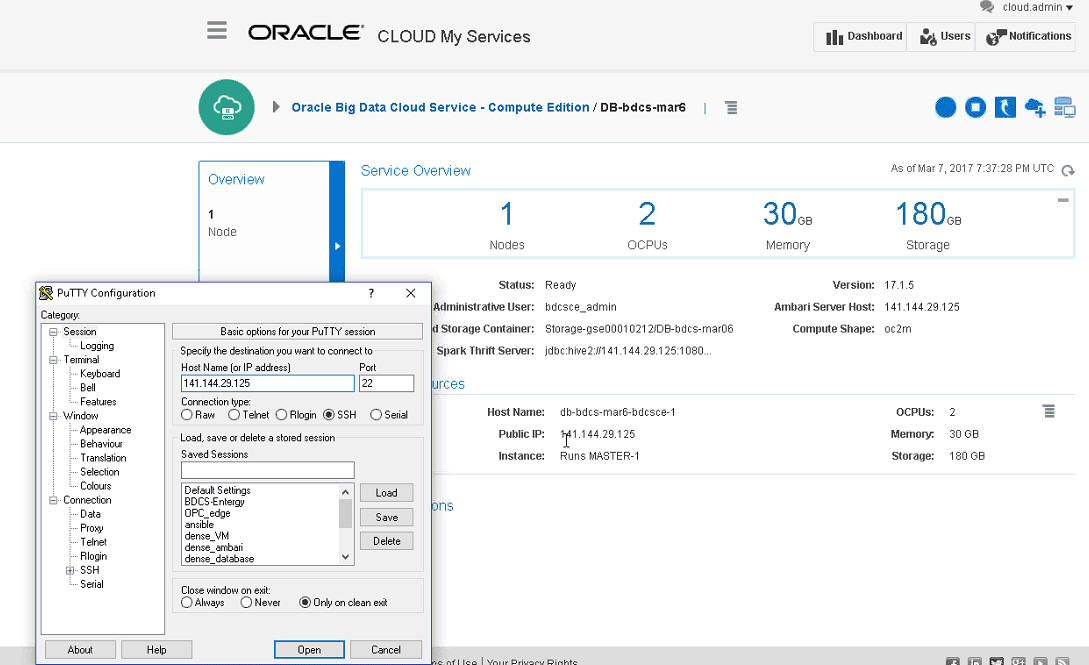 cloud.admin
ORACLE CLOUD My Services
Dashboard Users Notifications
Oracle Big Data Cloud Service - Compute Edition / DB-bdcs-mar6
Overview
1
Node
Service Overview
As of Mar 7, 2017 7:37:28 PM UTC
1 2 30GB 180GB
Nodes OCPUs Memory Storage
Status: Ready
Version: 17.1.5
Administrative User: bdcsce_admin
Ambari Server Host: 141.144.29.125
d Storage Container: Storage-gse00010212/DB-bdcs-mar06
Compute Shape: oc2m
Spark Thrift Server: jdbc:hive2://141.144.29.125:1080...
urces
Host Name: db-bdcs-mar6-bdcsce-1
OCPUs: 2
Public IP: 141.144.29.125
Memory: 30 GB
Instance: Runs MASTER-1
Storage: 180 GB
ons
PuTTY Configuration
?
Category:
Session
Logging
Terminal
Keyboard
Bell
Features
Window
Appearance
Behaviour
Translation
Selection
Colours
Connection
Data
Proxy
Telnet
Rlogin
SSH
Serial
Basic options for your PuTTY session
Specify the destination you want to connect to
Host Name (or IP address) Port
141.144.29.125 22
Connection type:
Raw Telnet Rlogin SSH Serial
Load, save or delete a stored session
Saved Sessions
Default Settings
BDCS-Entergy
OPC_edge
ansible
dense_VM
dense_ambari
dense_database
Load
Save
Delete
Close window on exit:
Always Never Only on clean exit
About Help Open Cancel
ms of Use | Your Privacy Rights